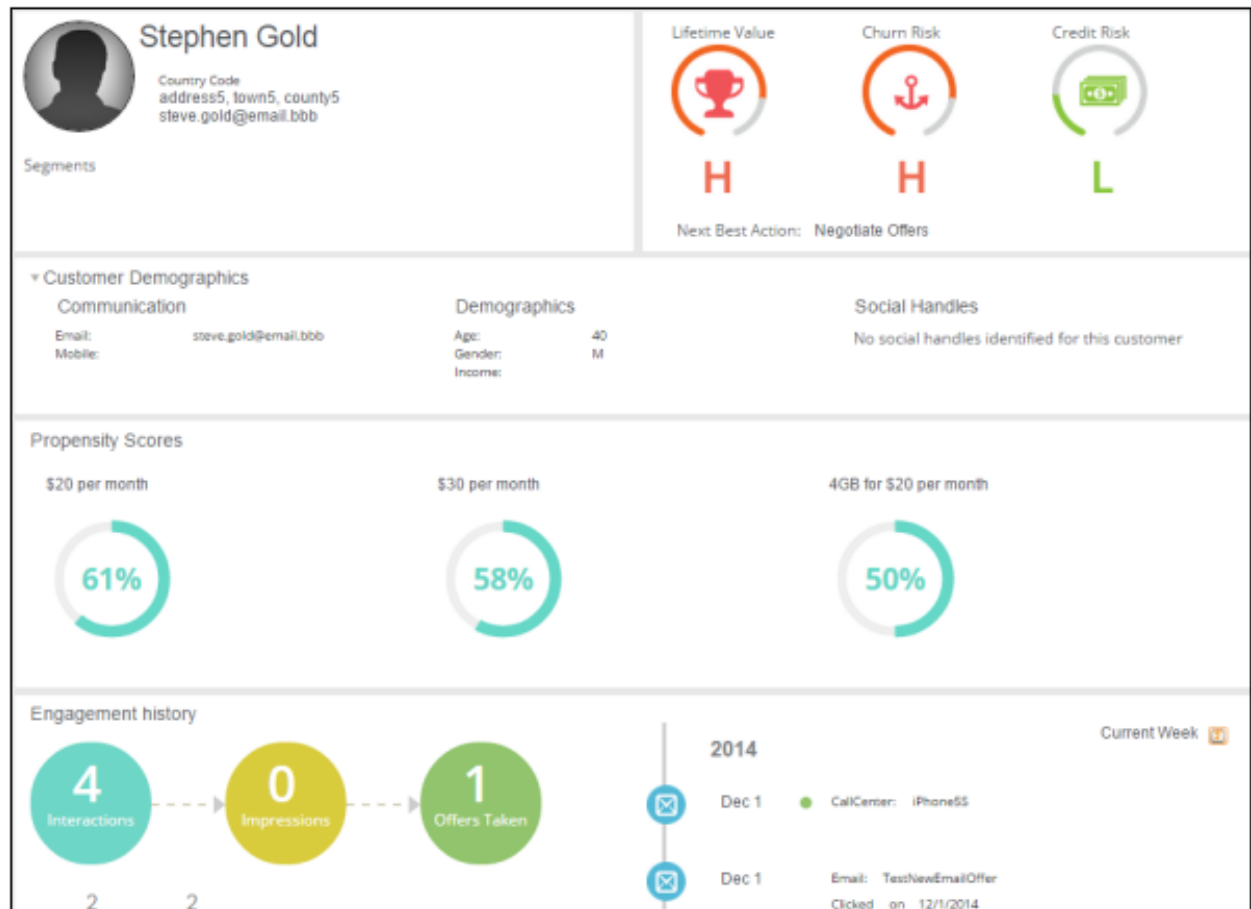 Stephen Gold
Country Code
address5, town5, county5
steve.gold@email.bbb
Segments
Lifetime Value
Churn Risk
Credit Risk
H
H
L
Next Best Action: Negotiate Offers
Customer Demographics
Communication
Email: steve.gold@email.bbb
Mobile:
Demographics
Age: 40
Gender: M
Income:
Social Handles
No social handles identified for this customer
Propensity Scores
$20 per month
$30 per month
4GB for $20 per month
61%
58%
50%
Engagement history
4
Interactions
0
Impressions
1
Offers Taken
2 2
Current Week
2014
Dec 1 CallCenter: iPhone5S
Dec 1 Email: TestNewEmailOffer
Clicked on 12/1/2014